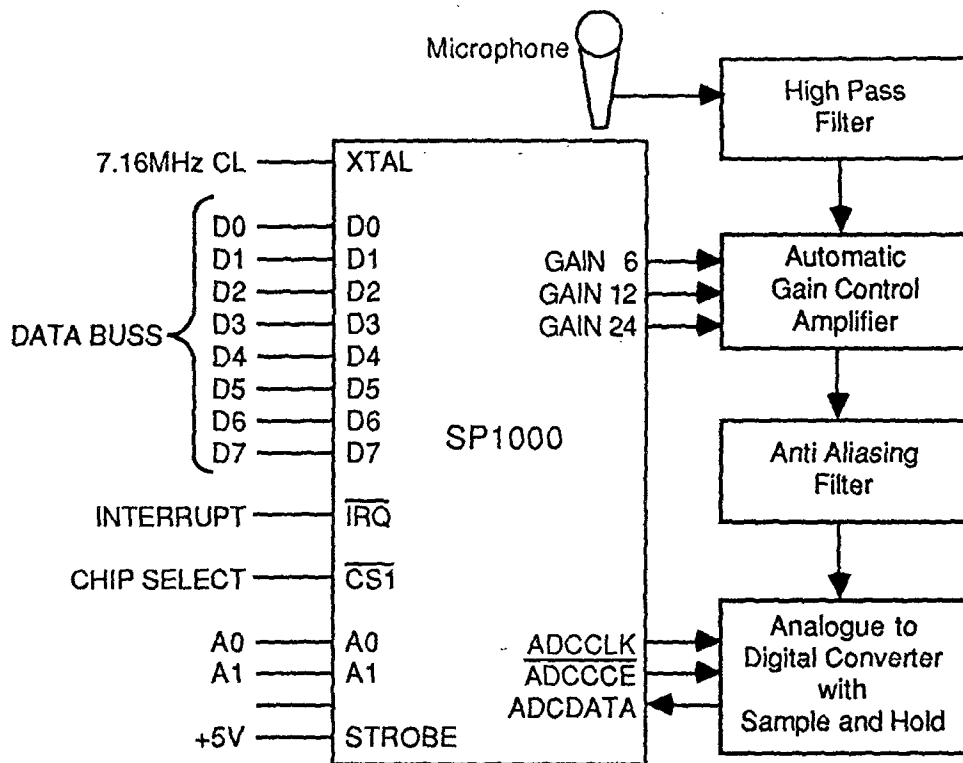 Microphone
High Pass
Filter
7.16MHz CL
XTAL
DATA BUSS
D0 D0
D1 D1
D2 D2
D3 D3
D4 D4
D5 D5
D6 D6
D7 D7
GAIN 6
GAIN 12
GAIN 24
Automatic
Gain Control
Amplifier
SP1000
Anti Aliasing
Filter
INTERRUPT
IRQ
CHIP SELECT
CS1
A0 A0
A1 A1
+5V
STROBE
ADCCLK
ADCCCE
ADCDATA
Analogue to
Digital Converter
with
Sample and Hold